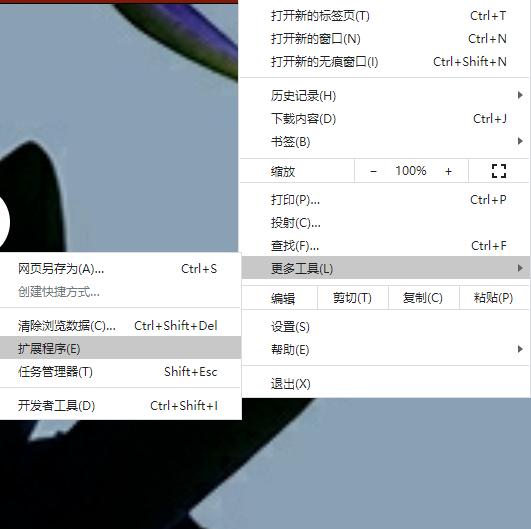 打开新的标签页(T) Ctrl+T
打开新的窗口(N) Ctrl+N
打开新的无痕窗口(I) Ctrl+Shift+N
历史记录(H)
下载内容(D) Ctrl+J
书签(B)
缩放 − 100% +
打印(P)... Ctrl+P
投射(C)...
查找(F)... Ctrl+F
更多工具(L)
编辑 剪切(T) 复制(C) 粘贴(P)
设置(S)
帮助(E)
退出(X)
网页另存为(A)... Ctrl+S
创建快捷方式...
清除浏览数据(C)... Ctrl+Shift+Del
扩展程序(E)
任务管理器(T) Shift+Esc
开发者工具(D) Ctrl+Shift+I